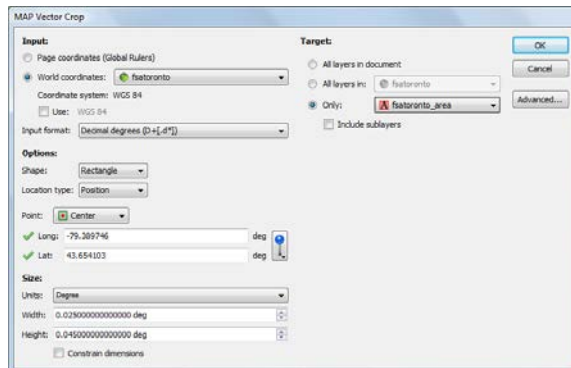 MAP Vector Crop
Input:
Page coordinates (Global Rulers)
World coordinates: fsatoronto
Coordinate system: WGS 84
Use: WGS 84
Input format: Decimal degrees (D+[.d*])
Options:
Shape: Rectangle
Location type: Position
Point: Center
Long: -79.389746 deg
Lat: 43.654103 deg
Size:
Units: Degree
Width: 0.025000000000000 deg
Height: 0.045000000000000 deg
Constrain dimensions
Target:
All layers in document
All layers in: fsatoronto
Only: fsatoronto_area
Include sublayers
OK
Cancel
Advanced...